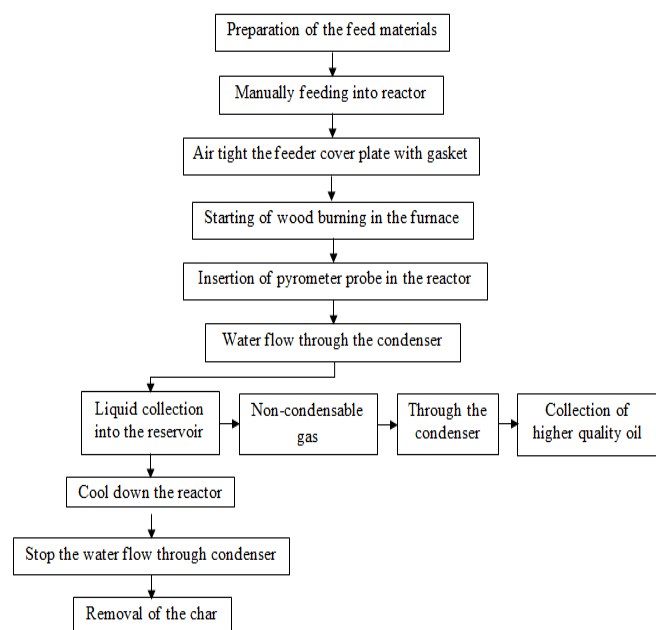 Preparation of the feed materials
Manually feeding into reactor
Air tight the feeder cover plate with gasket
Starting of wood burning in the furnace
Insertion of pyrometer probe in the reactor
Water flow through the condenser
Liquid collection
into the reservoir
Non-condensable
gas
Through the
condenser
Collection of
higher quality oil
Cool down the reactor
Stop the water flow through condenser
Removal of the char